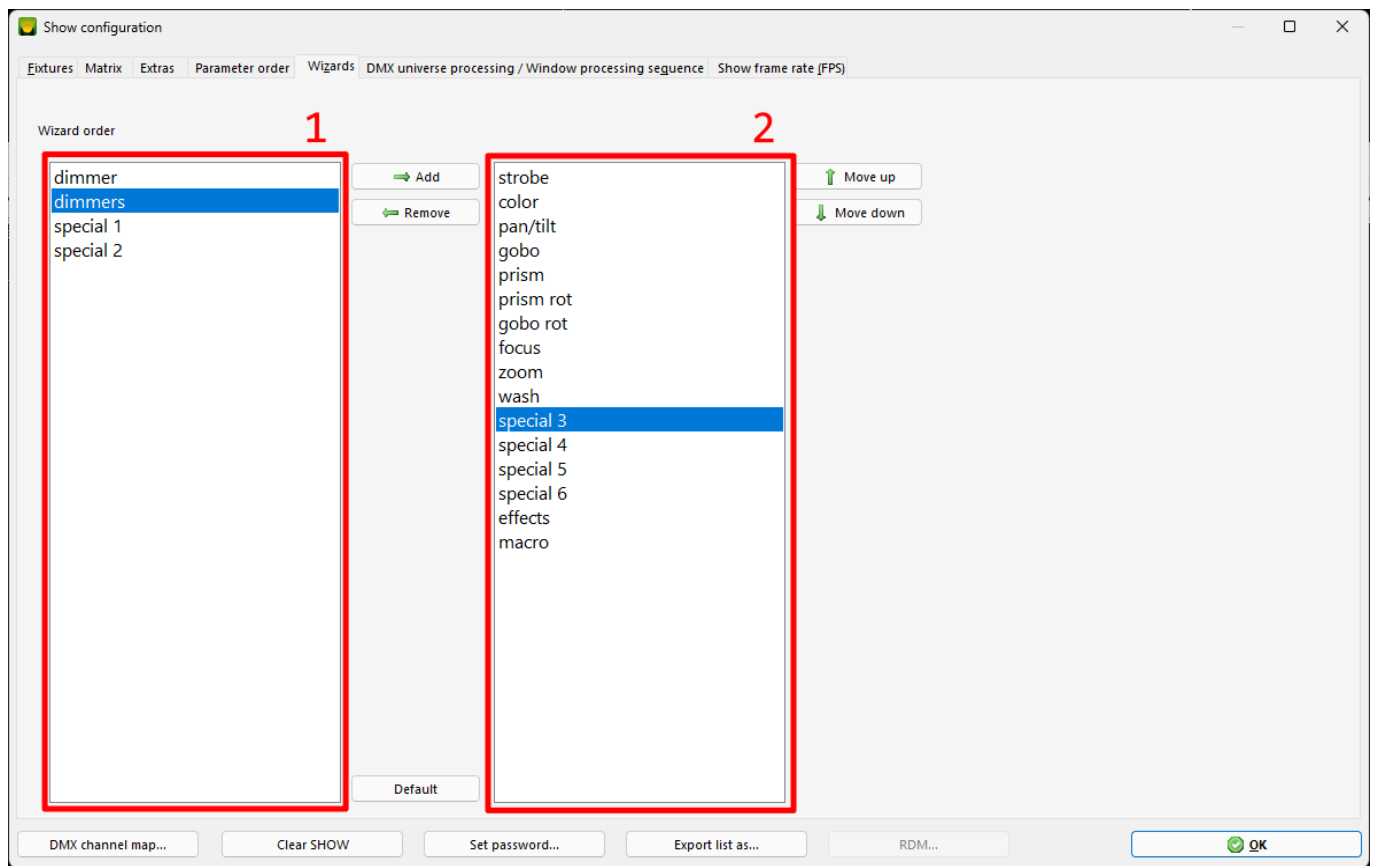 Show configuration
Fixtures Matrix Extras Parameter order Wizards DMX universe processing / Window processing sequence Show frame rate (FPS)
Wizard order
1
2
dimmer
dimmers
special 1
special 2
Add
Remove
strobe
color
pan/tilt
gobo
prism
prism rot
gobo rot
focus
zoom
wash
special 3
special 4
special 5
special 6
effects
macro
Move up
Move down
Default
DMX channel map... Clear SHOW Set password... Export list as... RDM... OK